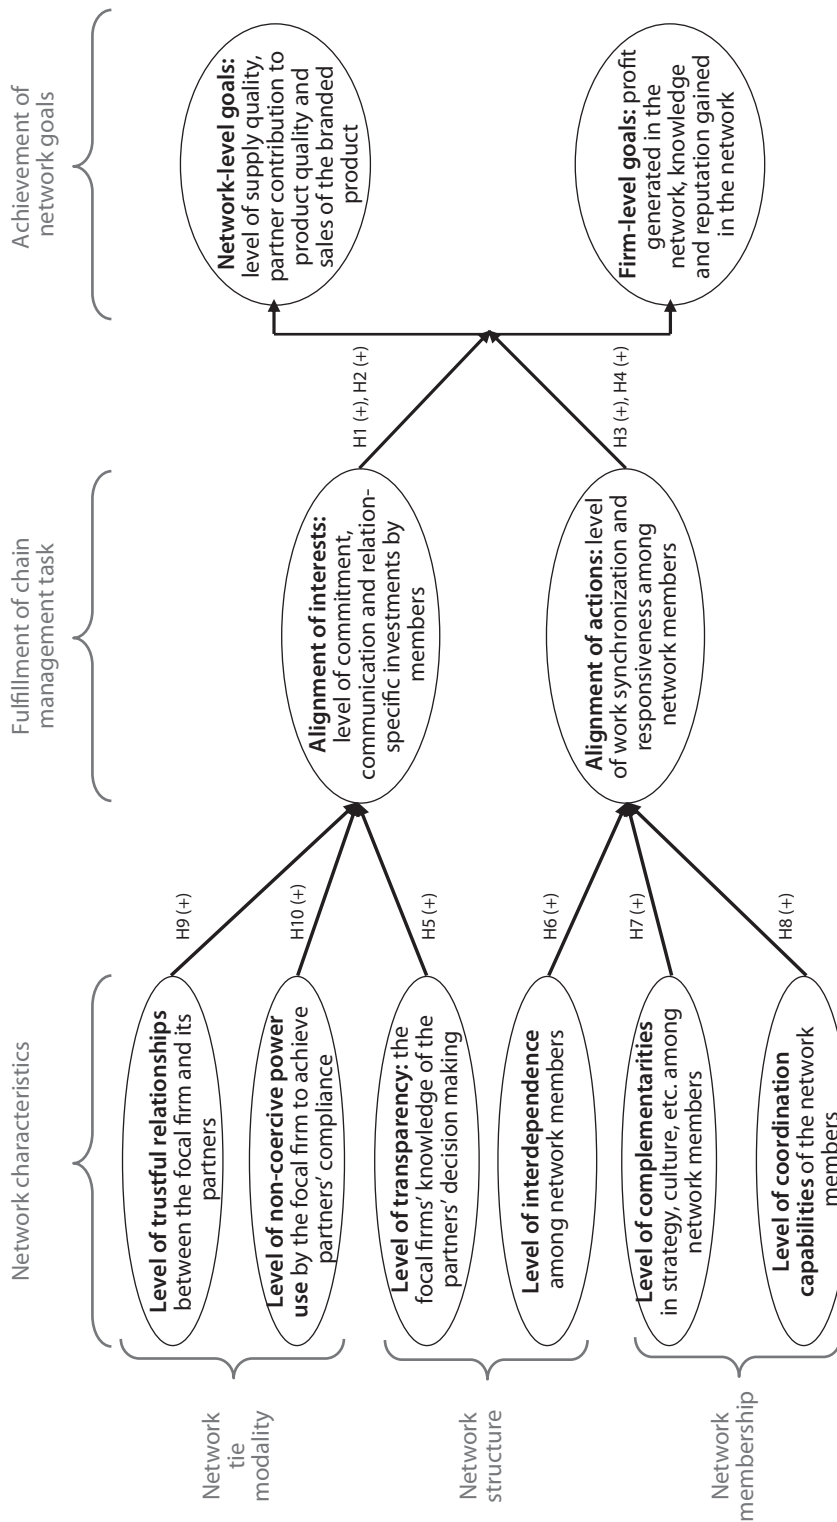 Network characteristics
Fulfillment of chain
management task
Achievement of
network goals
Network
tie
modality
Level of trustful relationships
between the focal firm and its
partners
H9 (+)
Level of non-coercive power
use by the focal firm to achieve
partners' compliance
H10 (+)
Network
structure
Level of transparency: the
focal firms' knowledge of the
partners' decision making
H5 (+)
Level of interdependence
among network members
H6 (+)
Network
membership
Level of complementarities
in strategy, culture, etc. among
network members
H7 (+)
Level of coordination
capabilities of the network
members
H8 (+)
Alignment of interests:
level of commitment,
communication and relation-
specific investments by
members
H1 (+), H2 (+)
Alignment of actions: level
of work synchronization and
responsiveness among
network members
H3 (+), H4 (+)
Network-level goals:
level of supply quality,
partner contribution to
product quality and
sales of the branded
product
Firm-level goals: profit
generated in the
network, knowledge
and reputation gained
in the network